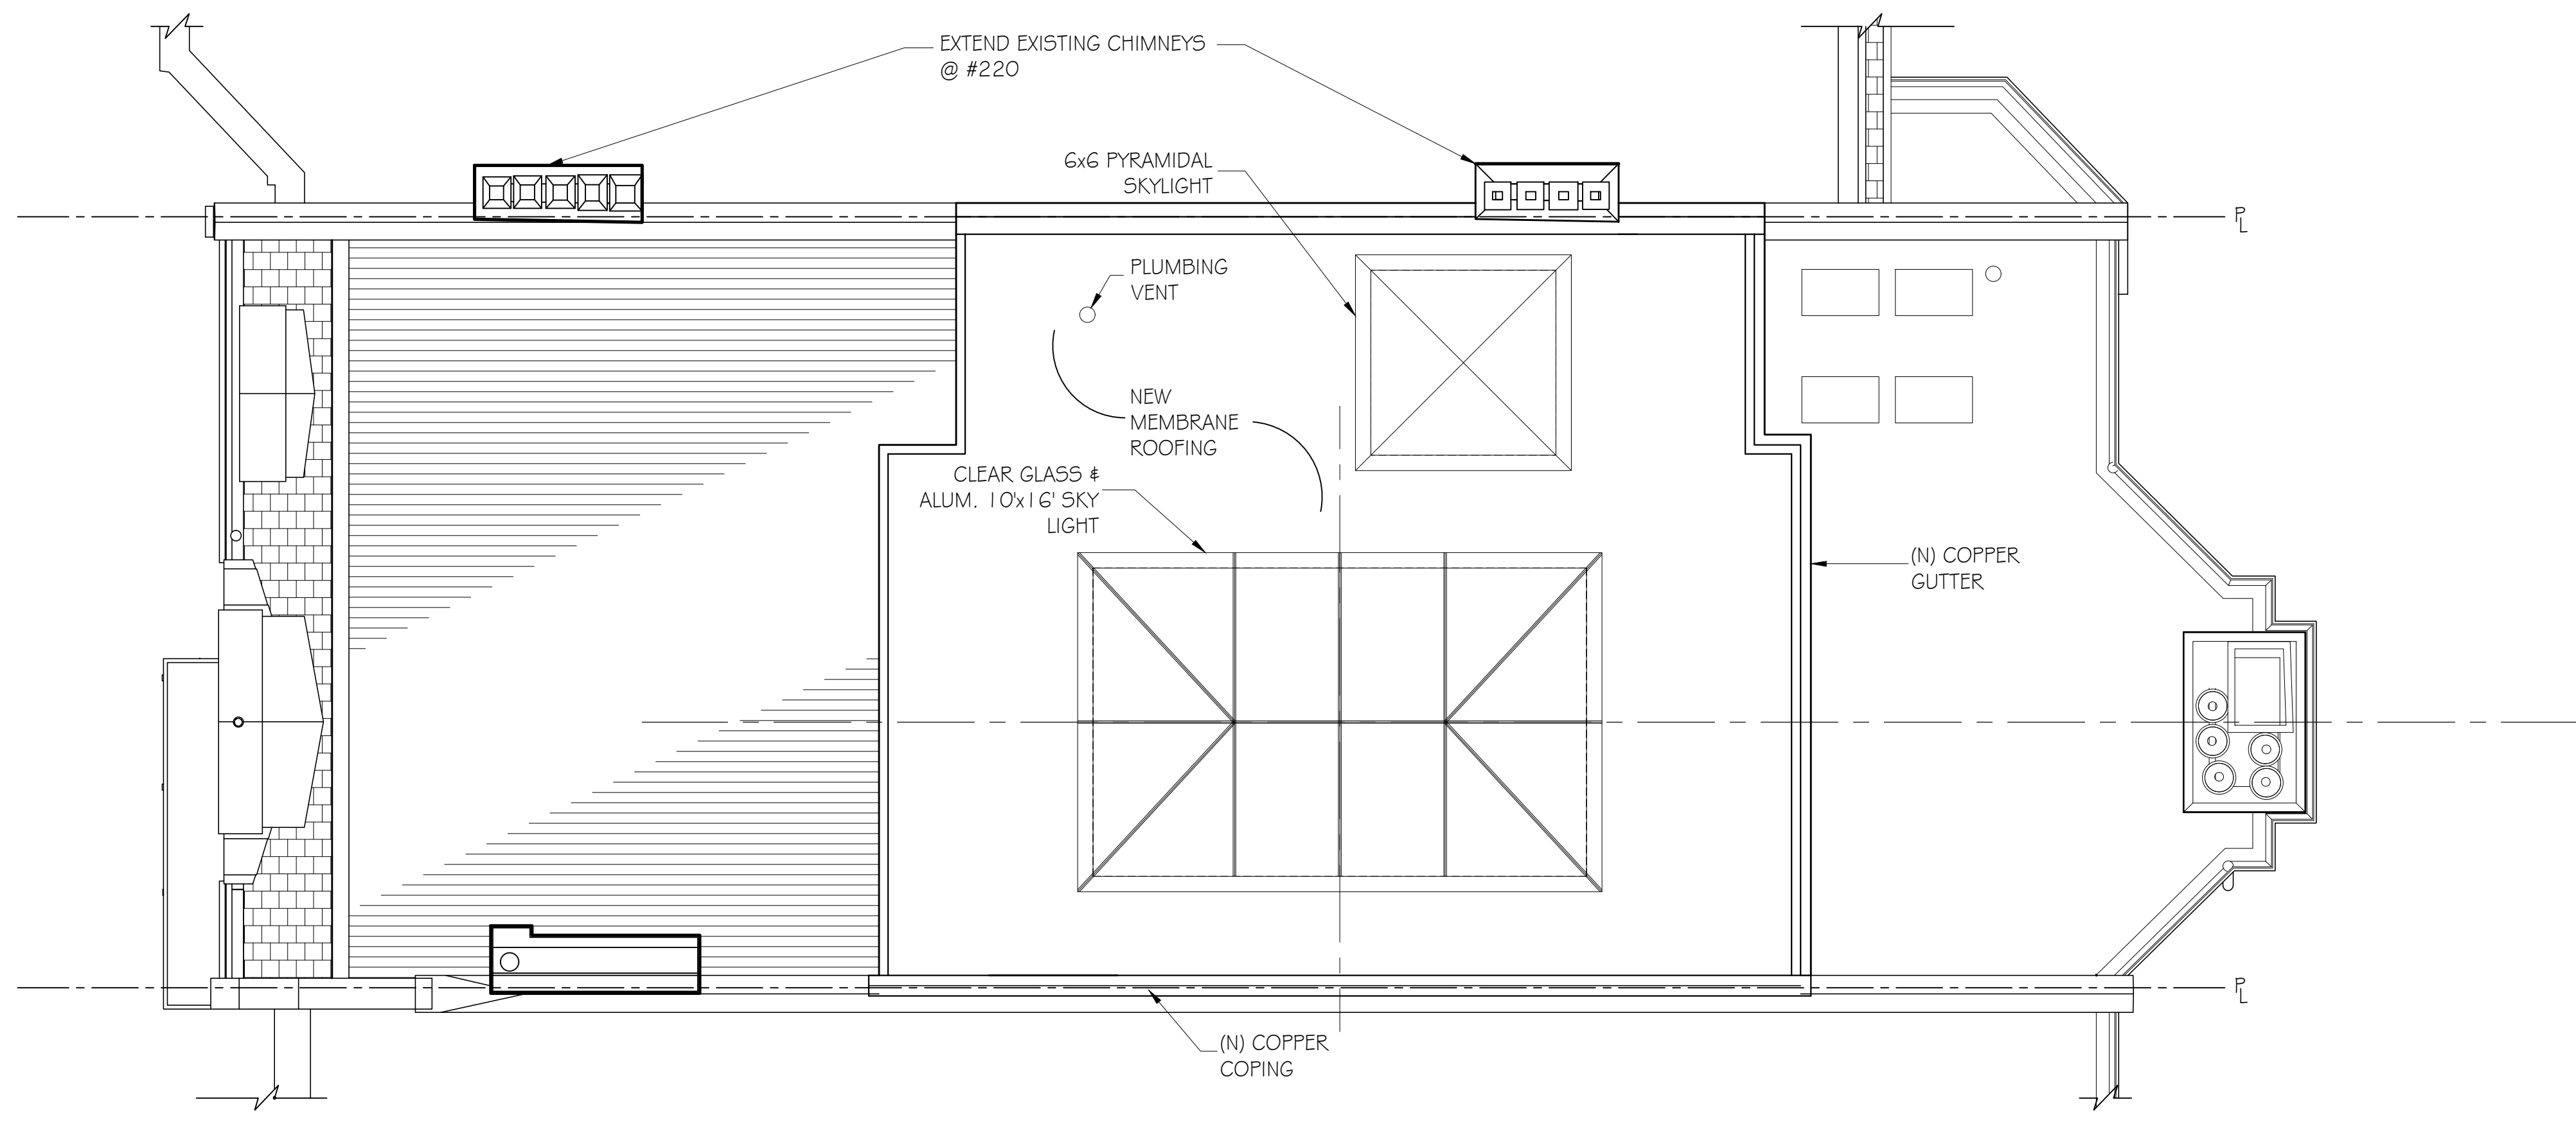 EXTEND EXISTING CHIMNEYS
@ #220
6x6 PYRAMIDAL
SKYLIGHT
PL
PLUMBING
VENT
NEW
MEMBRANE
ROOFING
CLEAR GLASS &
ALUM. 10'x16' SKY
LIGHT
(N) COPPER
GUTTER
PL
(N) COPPER
COPING